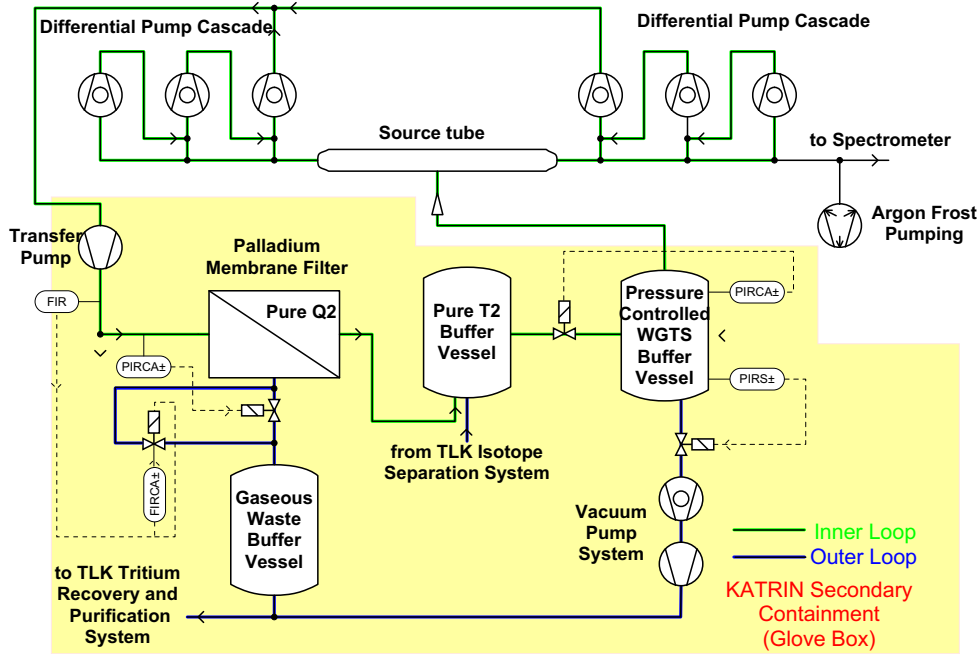 Differential Pump Cascade
Differential Pump Cascade
Source tube
to Spectrometer
Argon Frost
Pumping
Transfer
Pump
Palladium
Membrane Filter
FIR
Pure Q2
PIRCA±
Pure T2
Buffer
Vessel
Pressure
Controlled
WGTS
Buffer
Vessel
PIRCA±
PIRS±
from TLK Isotope
Separation System
FIRCA±
Gaseous
Waste
Buffer
Vessel
Vacuum
Pump
System
Inner Loop
Outer Loop
to TLK Tritium
Recovery and
Purification
System
KATRIN Secondary
Containment
(Glove Box)